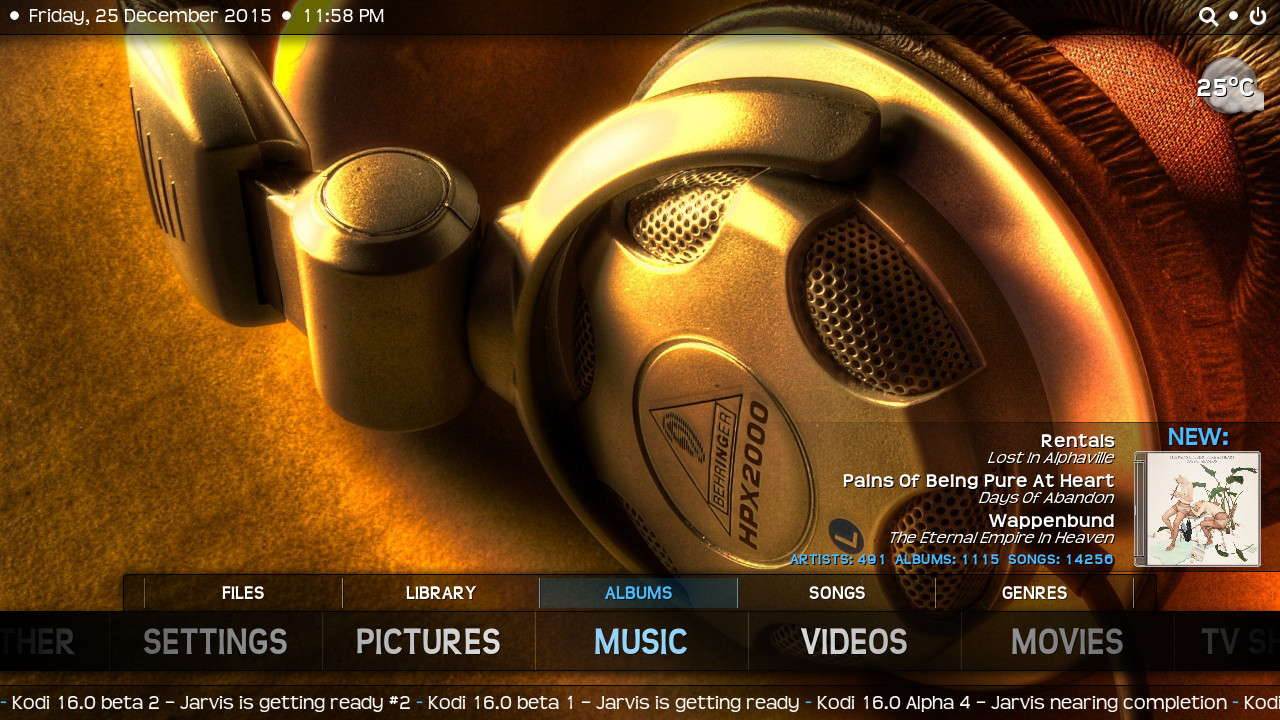 Friday, 25 December 2015 ● 11:58 PM
25°C
BEHRINGER
HPX2000
L
NEW:
Rentals
Lost In Alphaville
Pains Of Being Pure At Heart
Days Of Abandon
Wappenbund
The Eternal Empire In Heaven
ARTISTS: 491 ALBUMS: 1115 SONGS: 14256
FILES LIBRARY ALBUMS SONGS GENRES
THER SETTINGS PICTURES MUSIC VIDEOS MOVIES TV S
- Kodi 16.0 beta 2 – Jarvis is getting ready #2 - Kodi 16.0 beta 1 – Jarvis is getting ready - Kodi 16.0 Alpha 4 – Jarvis nearing completion - Kodi